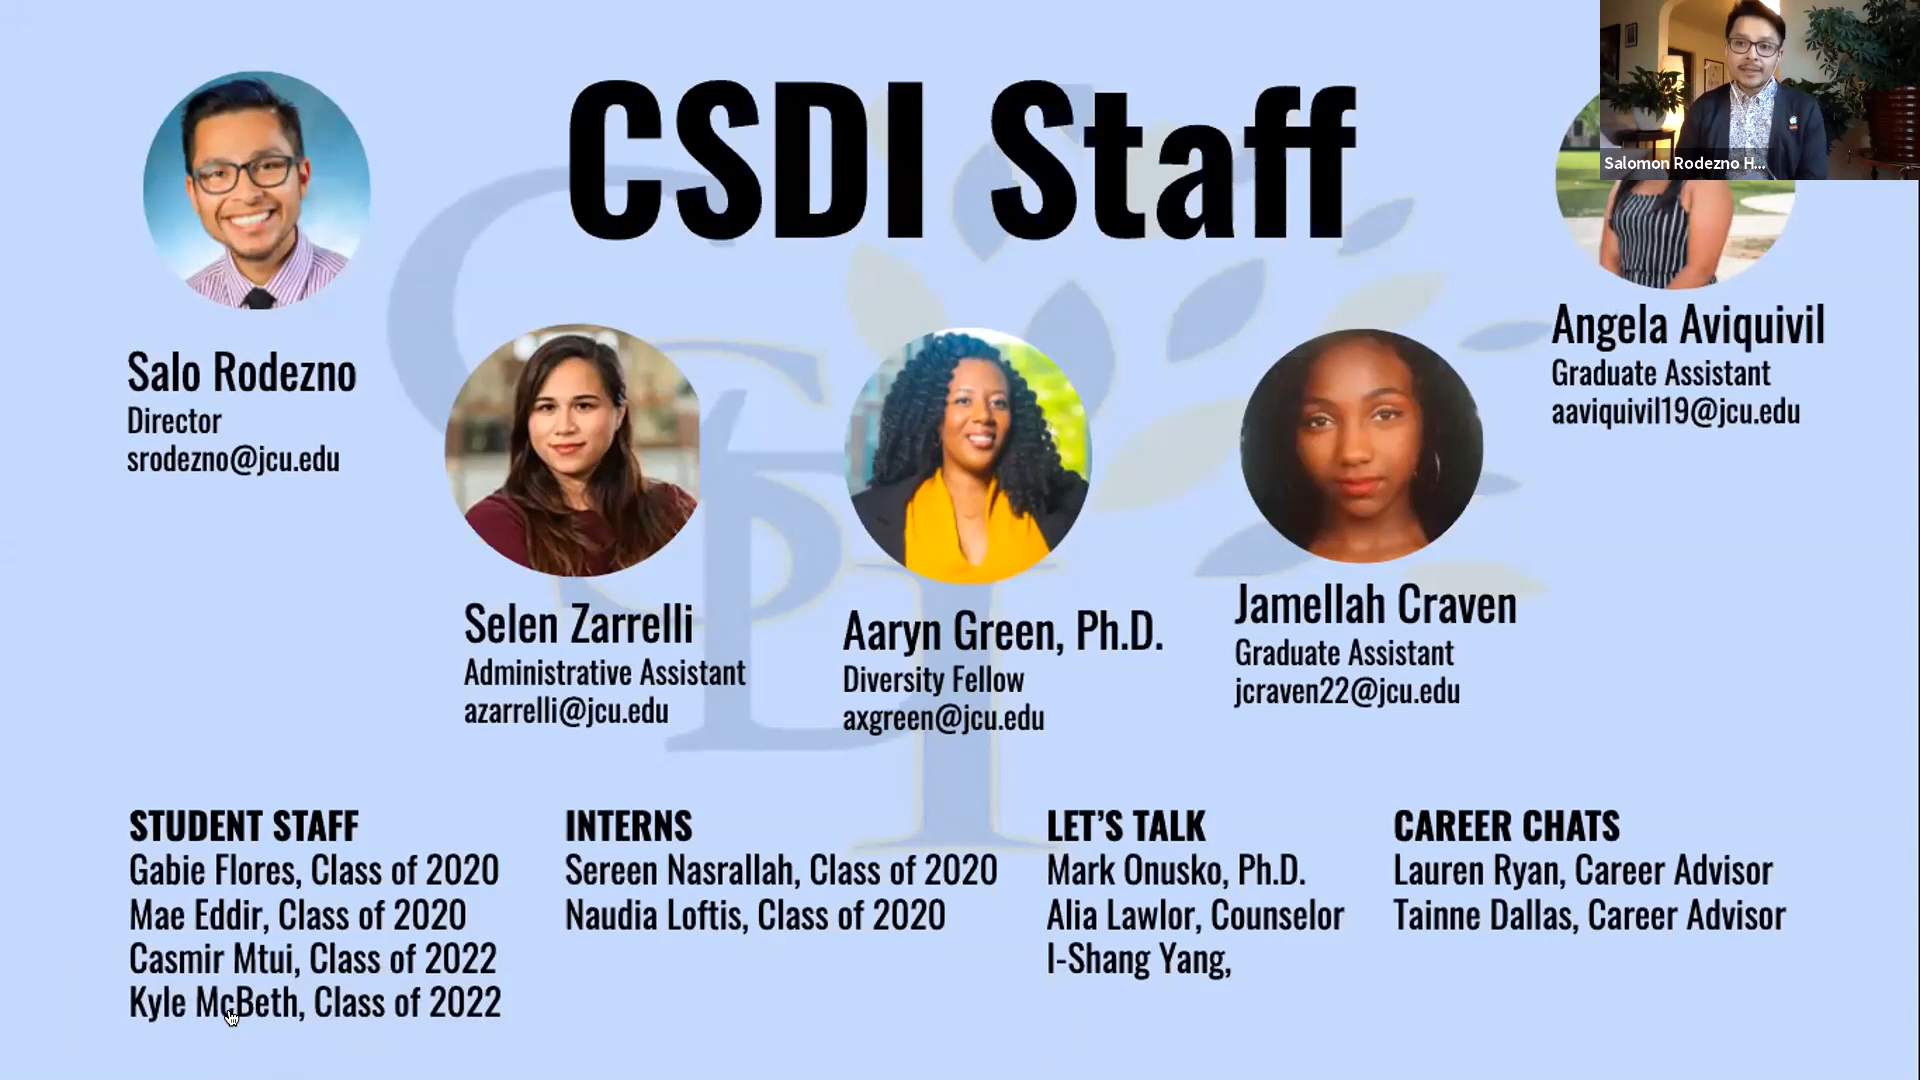 CSDI Staff
Salomon Rodezno H...
Salo Rodezno
Director
srodezno@jcu.edu
Selen Zarrelli
Administrative Assistant
azarrelli@jcu.edu
Aaryn Green, Ph.D.
Diversity Fellow
axgreen@jcu.edu
Jamellah Craven
Graduate Assistant
jcraven22@jcu.edu
Angela Aviquivil
Graduate Assistant
aaviquivil19@jcu.edu
STUDENT STAFF
Gabie Flores, Class of 2020
Mae Eddir, Class of 2020
Casmir Mtui, Class of 2022
Kyle McBeth, Class of 2022
INTERNS
Sereen Nasrallah, Class of 2020
Naudia Loftis, Class of 2020
LET’S TALK
Mark Onusko, Ph.D.
Alia Lawlor, Counselor
I-Shang Yang,
CAREER CHATS
Lauren Ryan, Career Advisor
Tainne Dallas, Career Advisor